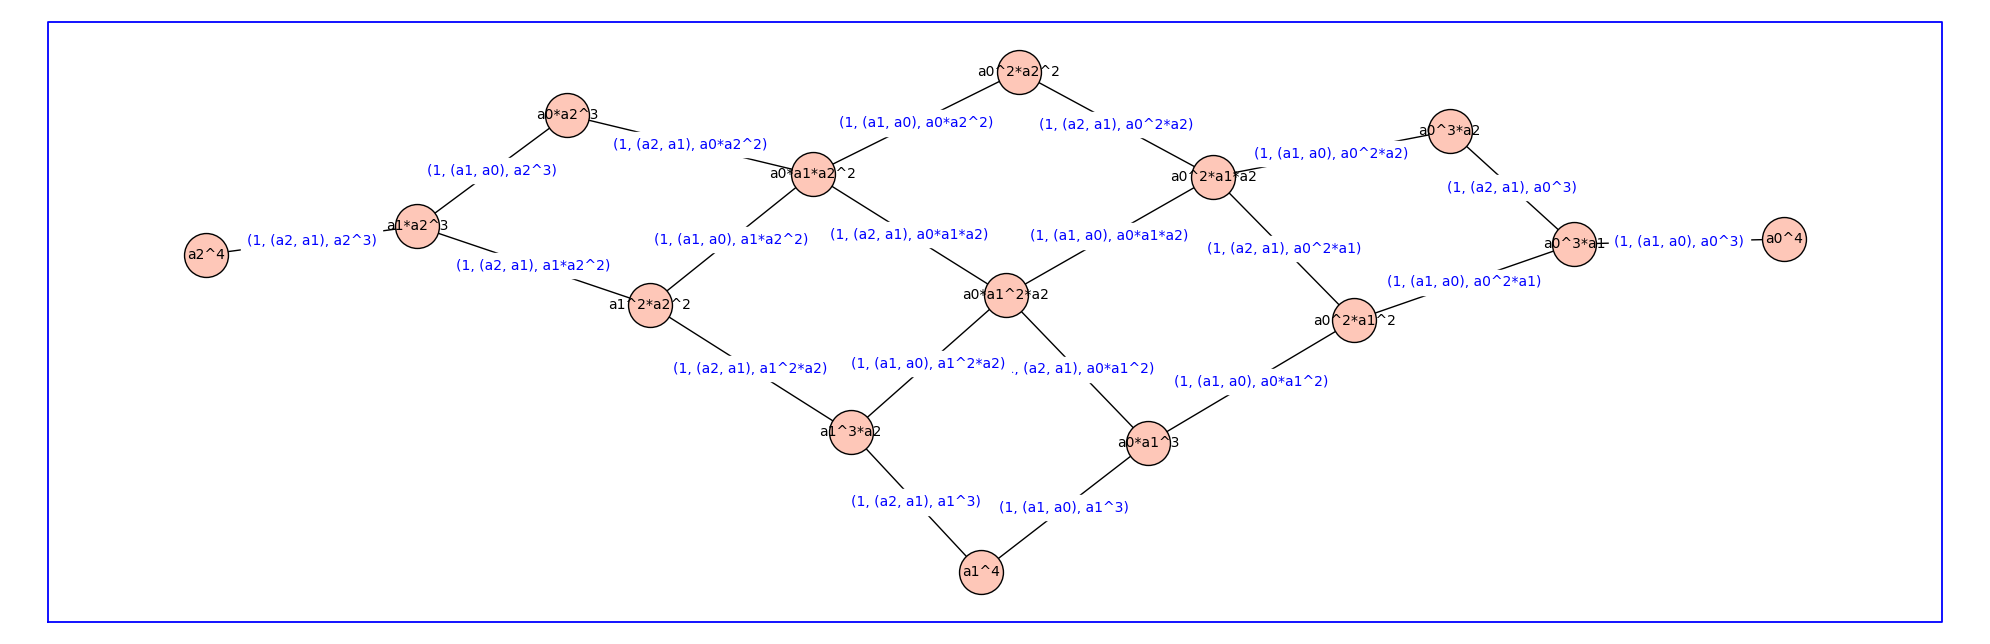 a0^2*a2^2
a0*a2^3
(1, (a1, a0), a0*a2^2)
(1, (a2, a1), a0^2*a2)
a0^3*a2
(1, (a2, a1), a0*a2^2)
(1, (a1, a0), a0^2*a2)
(1, (a1, a0), a2^3)
a0*a1*a2^2
a0^2*a1*a2
(1, (a2, a1), a0^3)
a1*a2^3
(1, (a2, a1), a2^3)
(1, (a1, a0), a1*a2^2)
(1, (a2, a1), a0*a1*a2)
(1, (a1, a0), a0*a1*a2)
(1, (a2, a1), a0^2*a1)
a0^3*a1
(1, (a1, a0), a0^3)
a0^4
a2^4
(1, (a2, a1), a1*a2^2)
(1, (a1, a0), a0^2*a1)
a1^2*a2^2
a0*a1^2*a2
a0^2*a1^2
(1, (a2, a1), a1^2*a2)
(1, (a1, a0), a1^2*a2)
, (a2, a1), a0*a1^2)
(1, (a1, a0), a0*a1^2)
a1^3*a2
a0*a1^3
(1, (a2, a1), a1^3)
(1, (a1, a0), a1^3)
a1^4